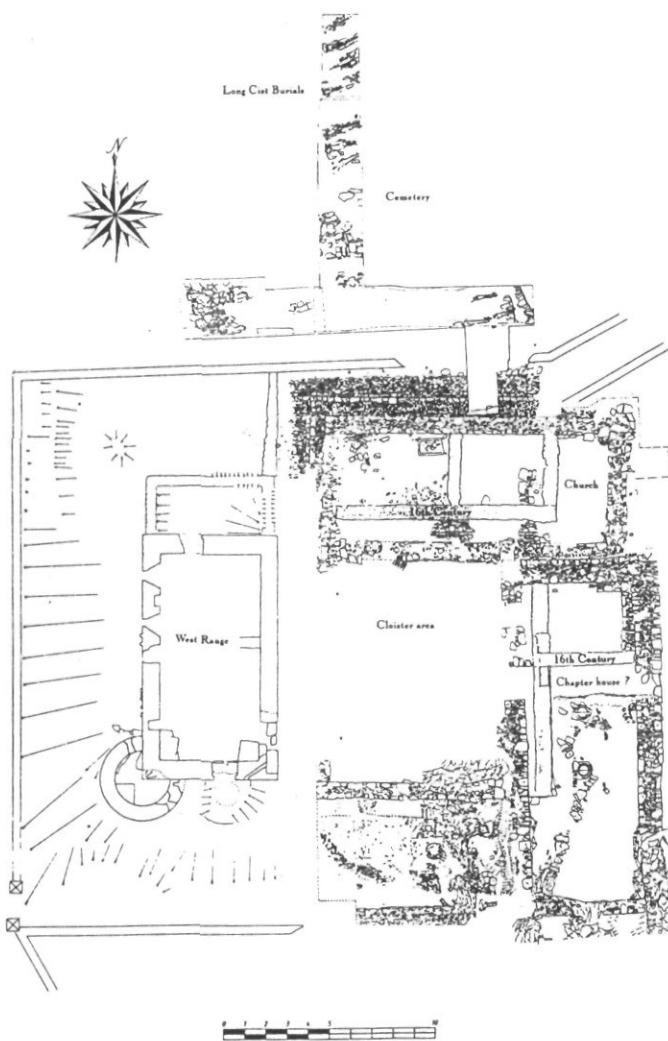 Long Cist Burials
N
Cemetery
Church
16th Century
West Range
Cloister area
16th Century
Chapter house ?
0 1 2 3 4 5 10